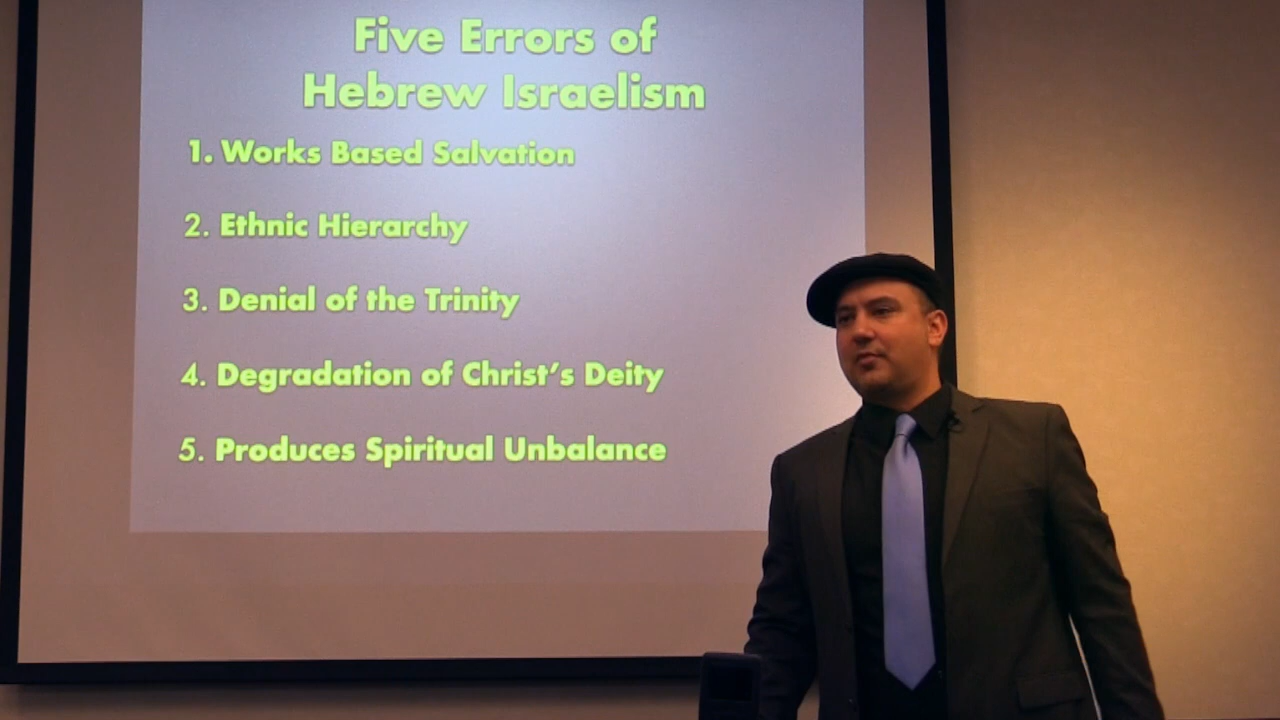 Five Errors of
Hebrew Israelism
1. Works Based Salvation
2. Ethnic Hierarchy
3. Denial of the Trinity
4. Degradation of Christ's Deity
5. Produces Spiritual Unbalance